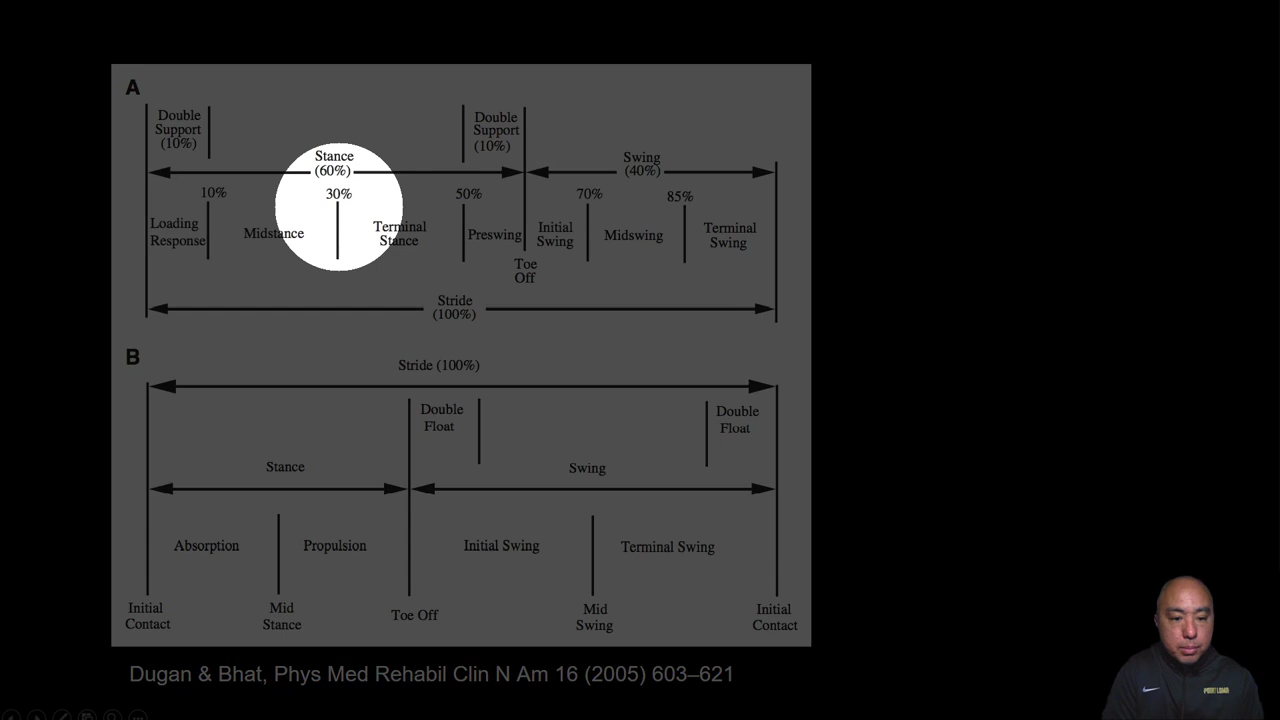 A
Double
Support
(10%)
Double
Support
(10%)
Stance
(60%)
Swing
(40%)
10%
30%
50%
70%
85%
Loading
Response
Midstance
Terminal
Stance
Preswing
Initial
Swing
Midswing
Terminal
Swing
Toe
Off
Stride
(100%)
B
Stride (100%)
Double
Float
Double
Float
Stance
Swing
Absorption
Propulsion
Initial Swing
Terminal Swing
Initial
Contact
Mid
Stance
Toe Off
Mid
Swing
Initial
Contact
Dugan & Bhat, Phys Med Rehabil Clin N Am 16 (2005) 603–621
POINT LOMA